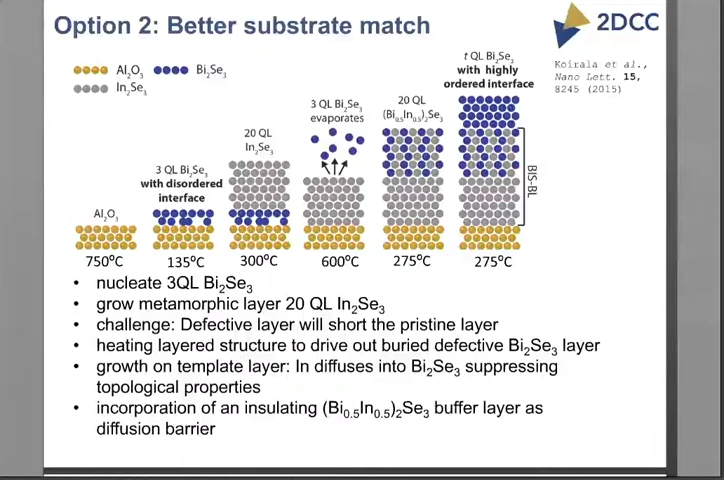 Option 2: Better substrate match
2DCC
Koirala et al.,
Nano Lett. 15,
8245 (2015)
Al₂O₃ Bi₂Se₃
In₂Se₃
Al₂O₃
750°C
3 QL Bi₂Se₃
with disordered
interface
135°C
20 QL
In₂Se₃
300°C
3 QL Bi₂Se₃
evaporates
600°C
20 QL
(Bi₀.₅In₀.₅)₂Se₃
275°C
t QL Bi₂Se₃
with highly
ordered interface
275°C
BIS-BL
• nucleate 3QL Bi₂Se₃
• grow metamorphic layer 20 QL In₂Se₃
• challenge: Defective layer will short the pristine layer
• heating layered structure to drive out buried defective Bi₂Se₃ layer
• growth on template layer: In diffuses into Bi₂Se₃ suppressing
topological properties
• incorporation of an insulating (Bi₀.₅In₀.₅)₂Se₃ buffer layer as
diffusion barrier